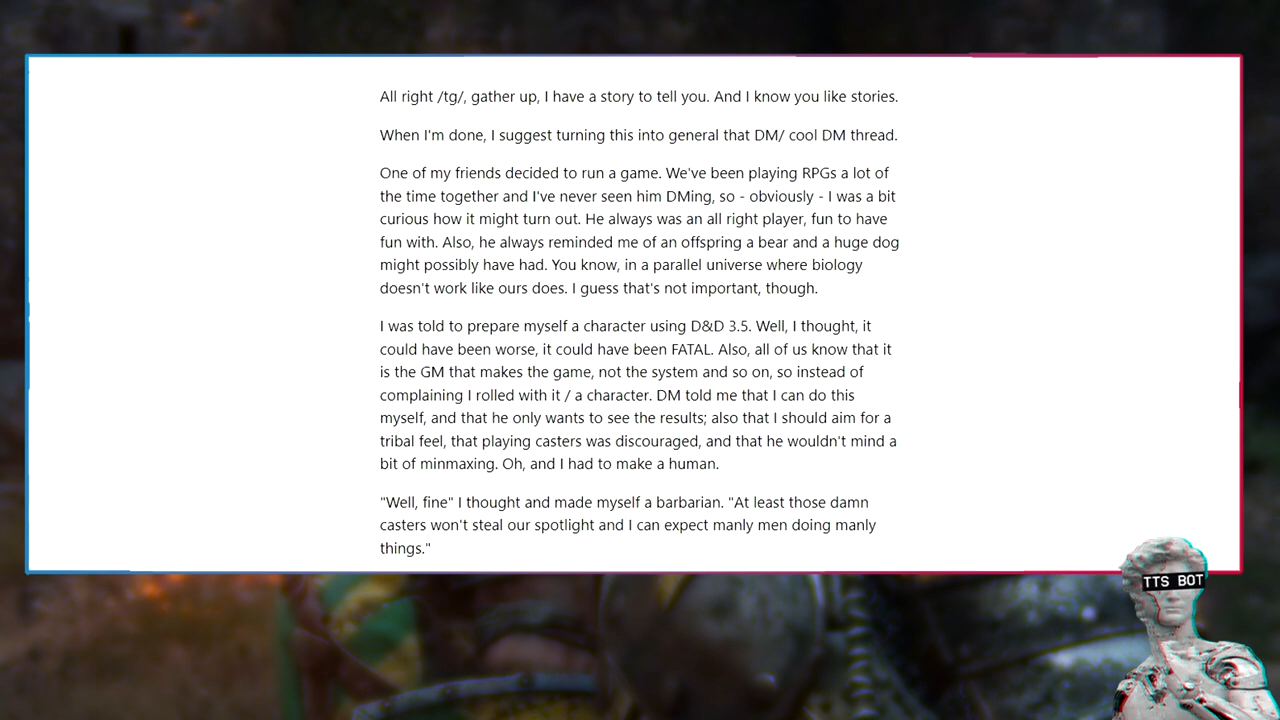 All right /tg/, gather up, I have a story to tell you. And I know you like stories.
When I'm done, I suggest turning this into general that DM/ cool DM thread.
One of my friends decided to run a game. We've been playing RPGs a lot of
the time together and I've never seen him DMing, so - obviously - I was a bit
curious how it might turn out. He always was an all right player, fun to have
fun with. Also, he always reminded me of an offspring a bear and a huge dog
might possibly have had. You know, in a parallel universe where biology
doesn't work like ours does. I guess that's not important, though.
I was told to prepare myself a character using D&D 3.5. Well, I thought, it
could have been worse, it could have been FATAL. Also, all of us know that it
is the GM that makes the game, not the system and so on, so instead of
complaining I rolled with it / a character. DM told me that I can do this
myself, and that he only wants to see the results; also that I should aim for a
tribal feel, that playing casters was discouraged, and that he wouldn't mind a
bit of minmaxing. Oh, and I had to make a human.
"Well, fine" I thought and made myself a barbarian. "At least those damn
casters won't steal our spotlight and I can expect manly men doing manly
things."
TTS BOT